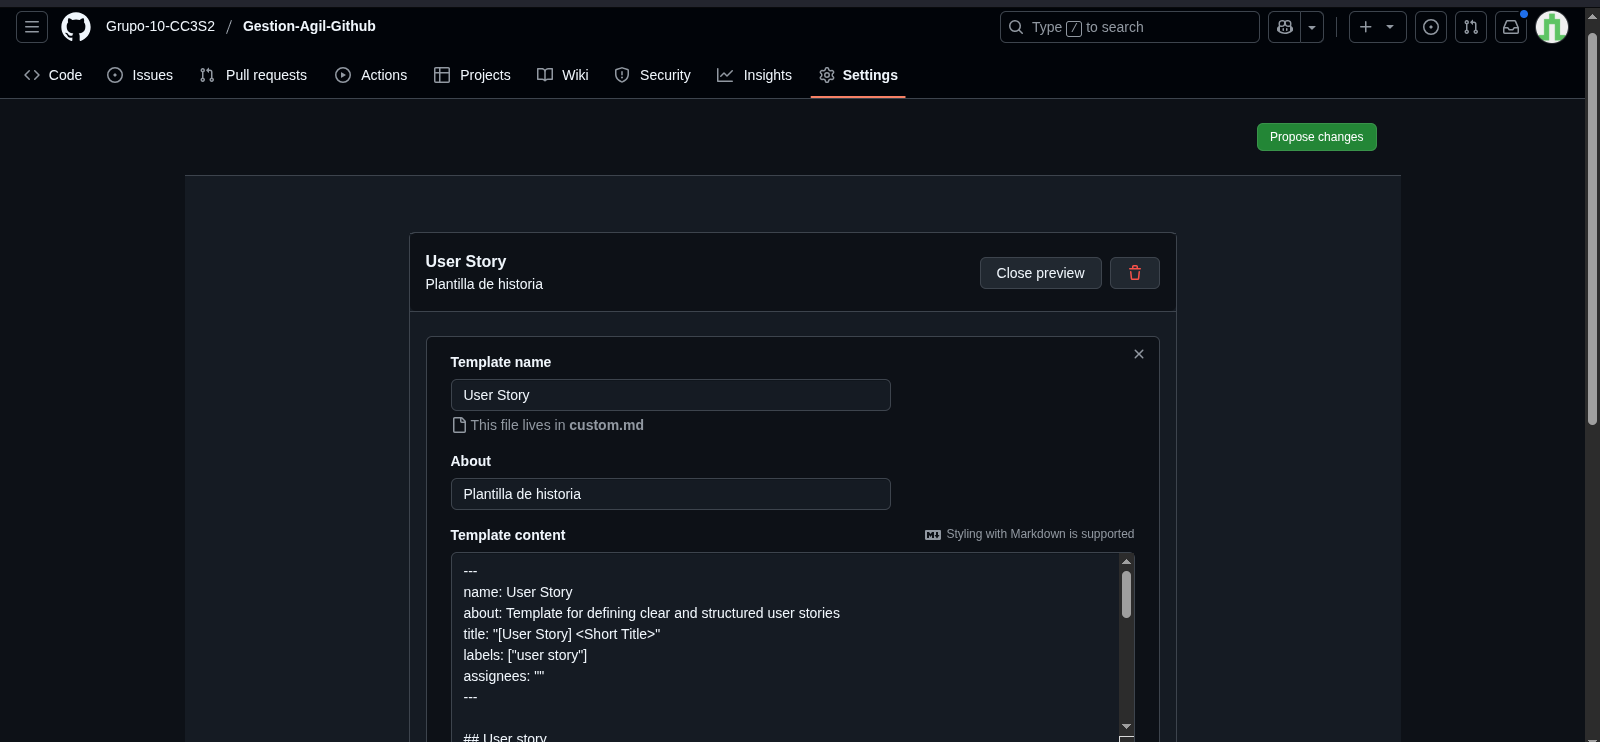 Grupo-10-CC3S2 / Gestion-Agil-Github
Type / to search
Code Issues Pull requests Actions Projects Wiki Security Insights Settings
Propose changes
User Story
Plantilla de historia
Close preview
Template name
User Story
This file lives in custom.md
About
Plantilla de historia
Template content
Styling with Markdown is supported
---
name: User Story
about: Template for defining clear and structured user stories
title: "[User Story] <Short Title>"
labels: ["user story"]
assignees: ""
---
## User story